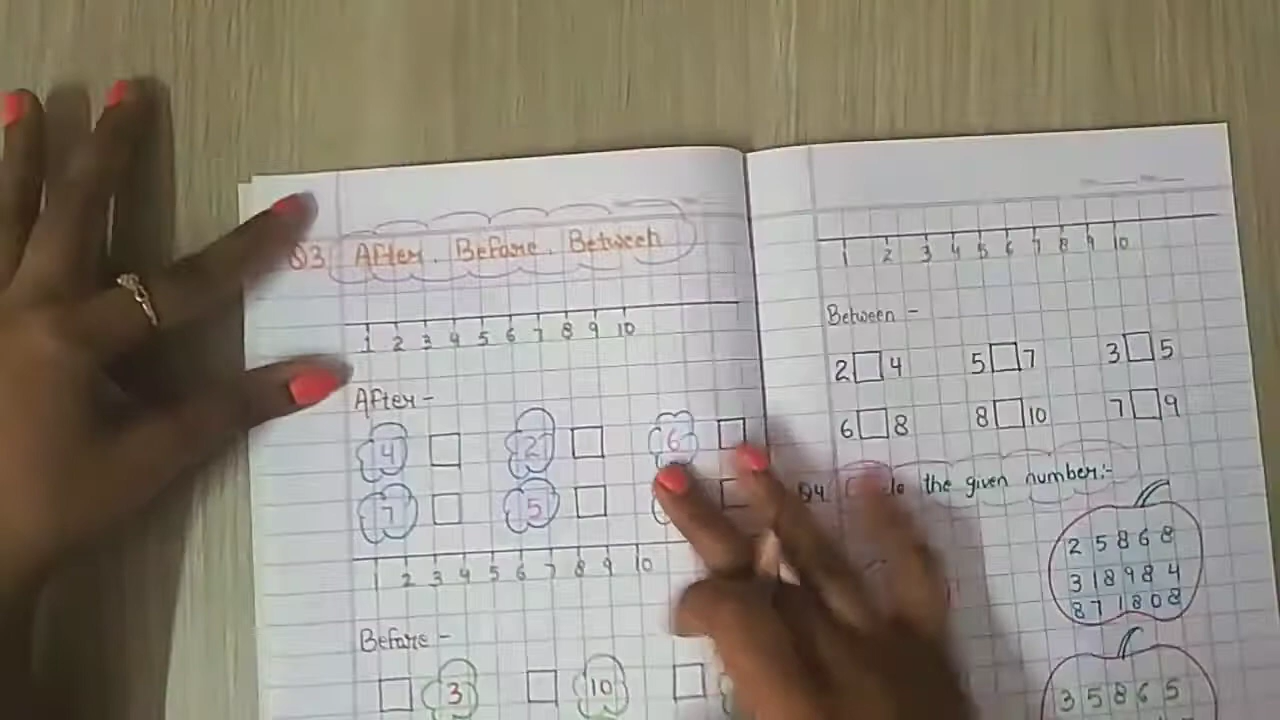 Q3 After. Before. Between
1 2 3 4 5 6 7 8 9 10
After -
4 2 6
7 5
1 2 3 4 5 6 7 8 9 10
Before -
3 10
1 2 3 4 5 6 7 8 9 10
Between -
2 4 5 7 3 5
6 8 8 10 7 9
Q4 the given number:-
2 5 8 6 8
3 1 8 9 8 4
8 7 1 8 0 8
3 5 8 6 5